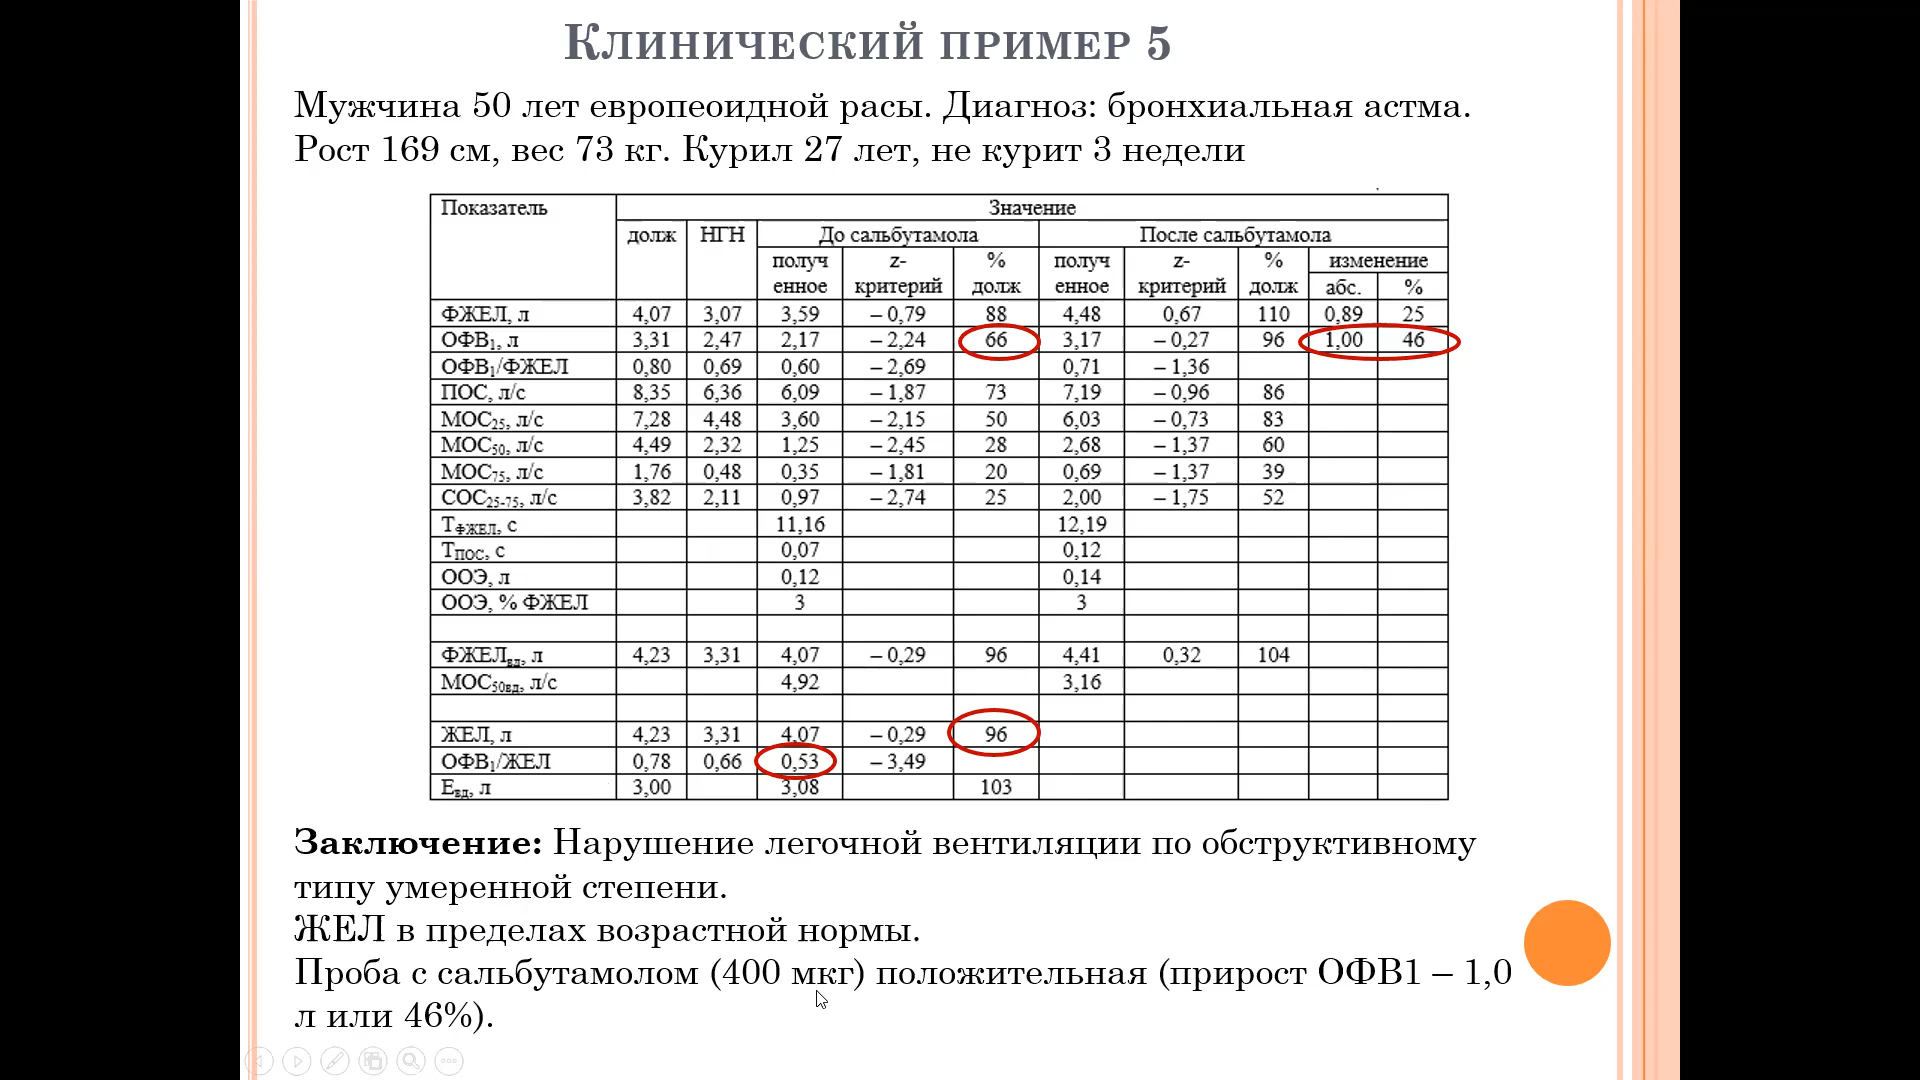 Клинический пример 5
Мужчина 50 лет европеоидной расы. Диагноз: бронхиальная астма.
Рост 169 см, вес 73 кг. Курил 27 лет, не курит 3 недели
Показатель Значение
долж НГН До сальбутамола После сальбутамола
получ енное z-критерий % долж получ енное z-критерий % долж изменение
абс. %
ФЖЕЛ, л 4,07 3,07 3,59 – 0,79 88 4,48 0,67 110 0,89 25
ОФВ1, л 3,31 2,47 2,17 – 2,24 66 3,17 – 0,27 96 1,00 46
ОФВ1/ФЖЕЛ 0,80 0,69 0,60 – 2,69 0,71 – 1,36
ПОС, л/с 8,35 6,36 6,09 – 1,87 73 7,19 – 0,96 86
МОС25, л/с 7,28 4,48 3,60 – 2,15 50 6,03 – 0,73 83
МОС50, л/с 4,49 2,32 1,25 – 2,45 28 2,68 – 1,37 60
МОС75, л/с 1,76 0,48 0,35 – 1,81 20 0,69 – 1,37 39
СОС25-75, л/с 3,82 2,11 0,97 – 2,74 25 2,00 – 1,75 52
ТФЖЕЛ, с 11,16 12,19
ТПОС, с 0,07 0,12
ООЭ, л 0,12 0,14
ООЭ, % ФЖЕЛ 3 3
ФЖЕЛвд, л 4,23 3,31 4,07 – 0,29 96 4,41 0,32 104
МОС50вд, л/с 4,92 3,16
ЖЕЛ, л 4,23 3,31 4,07 – 0,29 96
ОФВ1/ЖЕЛ 0,78 0,66 0,53 – 3,49
Евд, л 3,00 3,08 103
Заключение: Нарушение легочной вентиляции по обструктивному
типу умеренной степени.
ЖЕЛ в пределах возрастной нормы.
Проба с сальбутамолом (400 мкг) положительная (прирост ОФВ1 – 1,0
л или 46%).